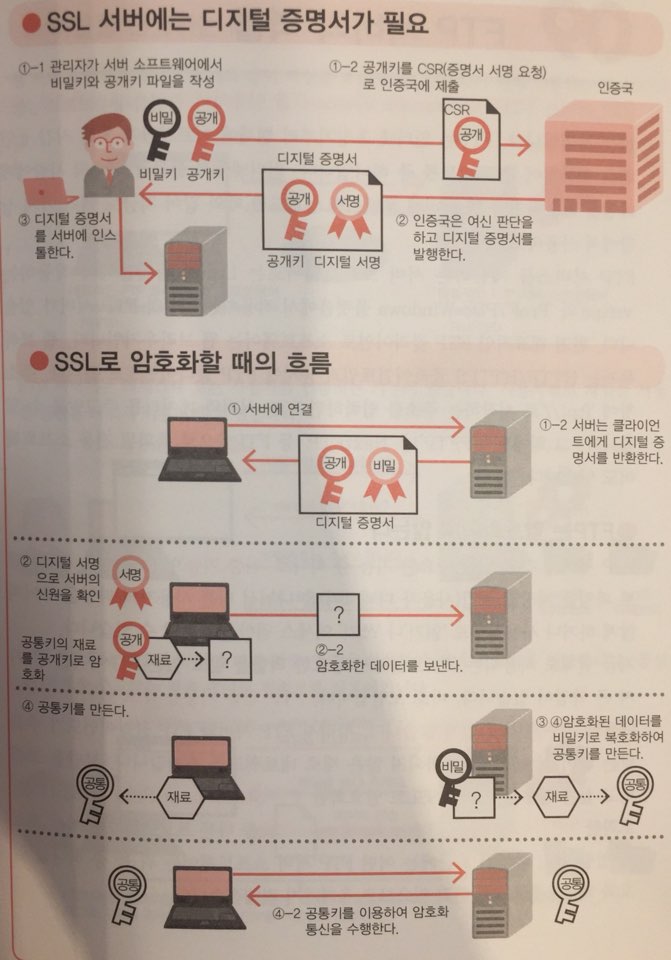 ● SSL 서버에는 디지털 증명서가 필요
①-1 관리자가 서버 소프트웨어에서
비밀키와 공개키 파일을 작성
①-2 공개키를 CSR(증명서 서명 요청)
로 인증국에 제출
인증국
비밀
공개
비밀키 공개키
CSR
공개
디지털 증명서
공개
서명
공개키 디지털 서명
② 인증국은 여신 판단을
하고 디지털 증명서를
발행한다.
③ 디지털 증명서
를 서버에 인스
톨한다.
● SSL로 암호화할 때의 흐름
① 서버에 연결
①-2 서버는 클라이언
트에게 디지털 증
명서를 반환한다.
공개
비밀
디지털 증명서
② 디지털 서명
으로 서버의
신원을 확인
서명
공통키의 재료
를 공개키로 암
호화
공개
재료
?
?
②-2
암호화한 데이터를 보낸다.
④ 공통키를 만든다.
공통
재료
③ ④암호화된 데이터를
비밀키로 복호화하여
공통키를 만든다.
비밀
?
재료
공통
공통
공통
④-2 공통키를 이용하여 암호화
통신을 수행한다.